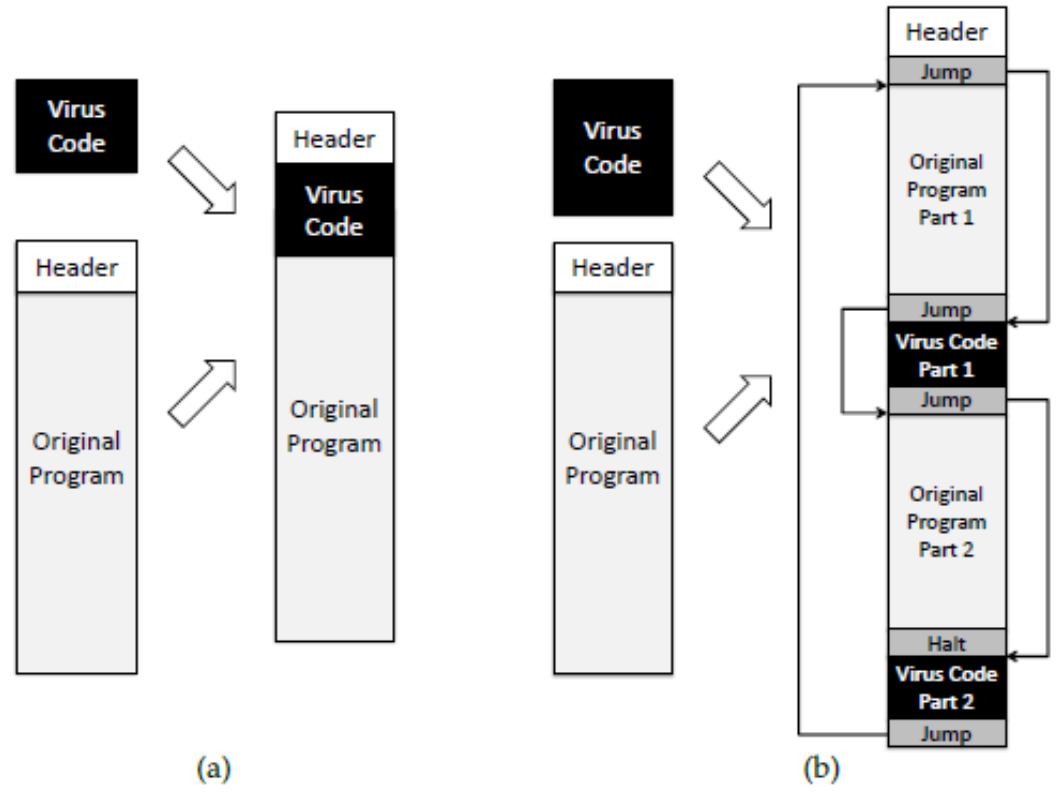 Virus
Code
Header
Original
Program
Header
Virus
Code
Original
Program
(a)
Virus
Code
Header
Original
Program
Header
Jump
Original
Program
Part 1
Jump
Virus Code
Part 1
Jump
Original
Program
Part 2
Halt
Virus Code
Part 2
Jump
(b)